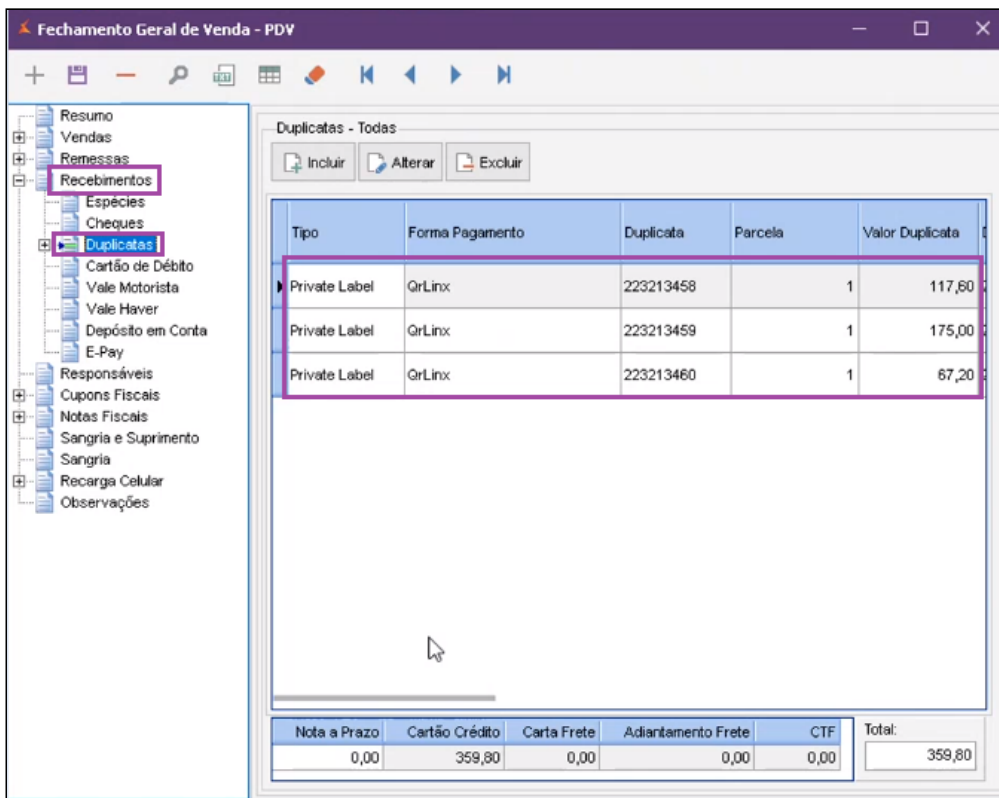 Fechamento Geral de Venda - PDV
Resumo
Vendas
Remessas
Recebimentos
Espécies
Cheques
Duplicatas
Cartão de Débito
Vale Motorista
Vale Haver
Depósito em Conta
E-Pay
Responsáveis
Cupons Fiscais
Notas Fiscais
Sangria e Suprimento
Sangria
Recarga Celular
Observações
Duplicatas - Todas
Incluir Alterar Excluir
Tipo Forma Pagamento Duplicata Parcela Valor Duplicata
Private Label QrLinx 223213458 1 117,60
Private Label QrLinx 223213459 1 175,00
Private Label QrLinx 223213460 1 67,20
Nota a Prazo Cartão Crédito Carta Frete Adiantamento Frete CTF Total:
0,00 359,80 0,00 0,00 0,00 359,80